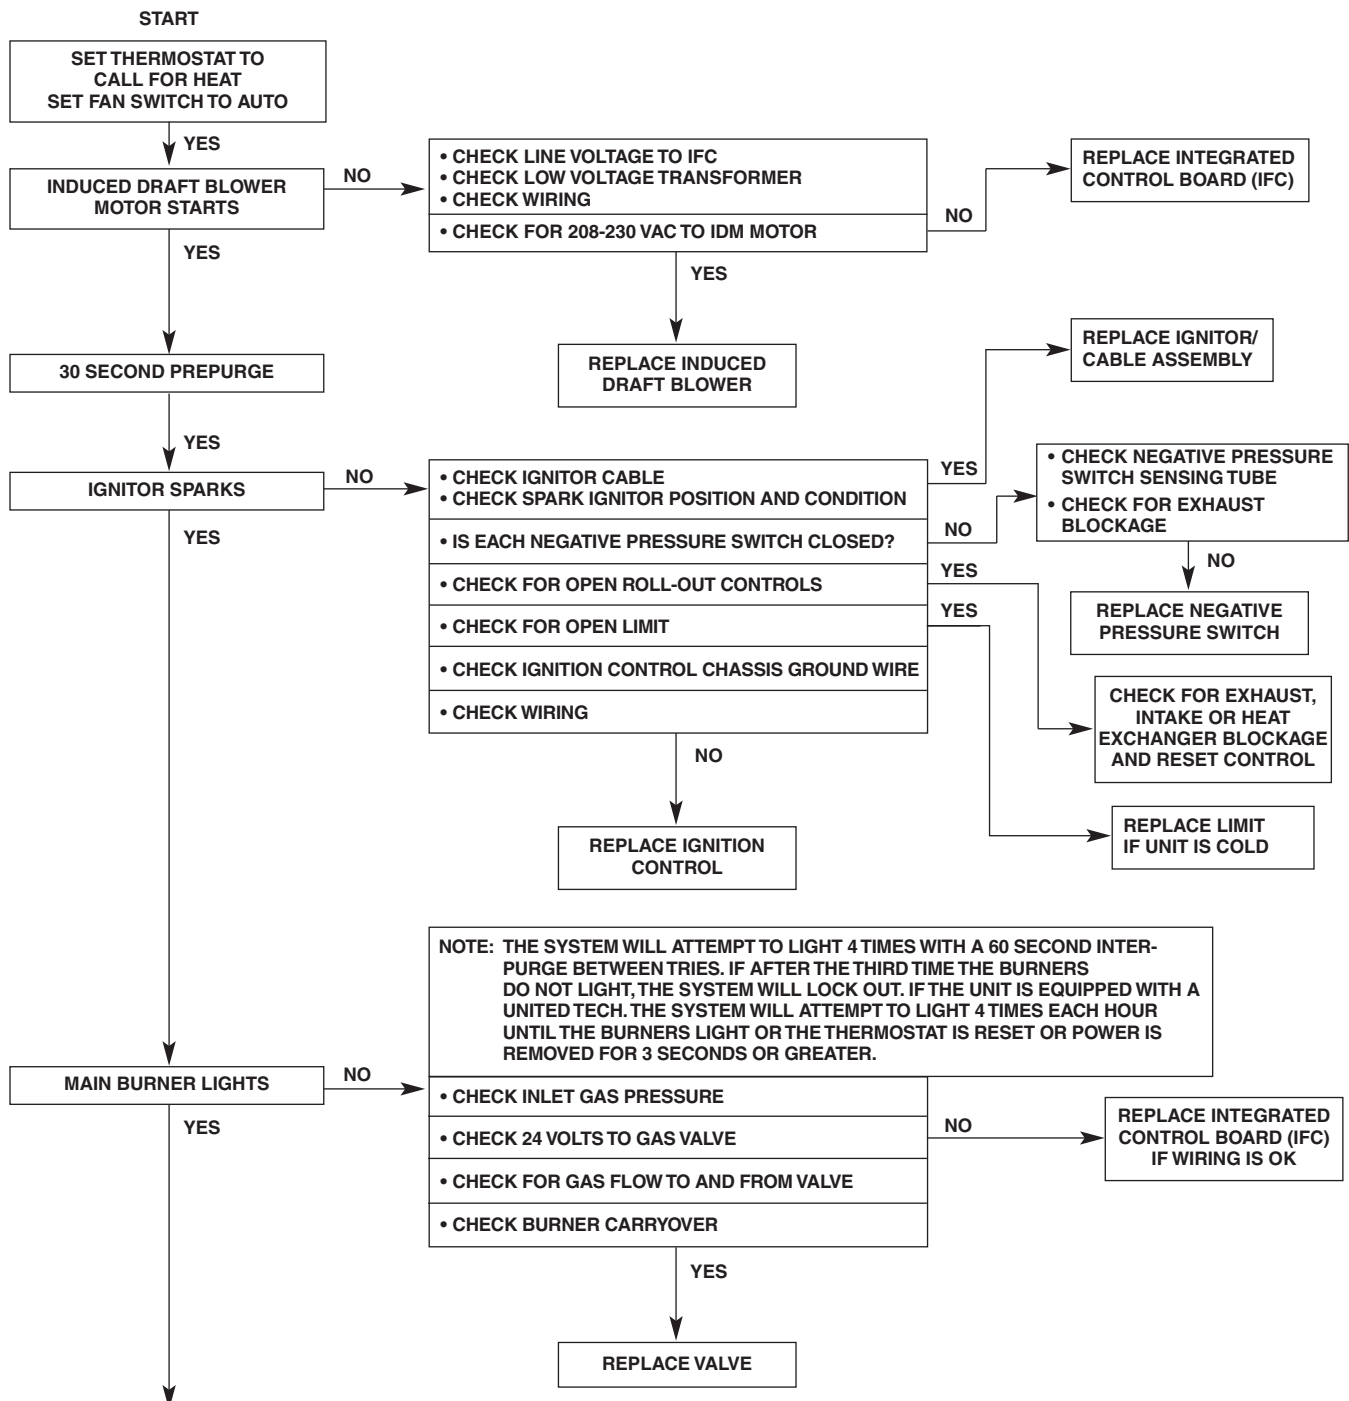 START
SET THERMOSTAT TO
CALL FOR HEAT
SET FAN SWITCH TO AUTO
YES
INDUCED DRAFT BLOWER
MOTOR STARTS
NO
• CHECK LINE VOLTAGE TO IFC
• CHECK LOW VOLTAGE TRANSFORMER
• CHECK WIRING
• CHECK FOR 208-230 VAC TO IDM MOTOR
NO
REPLACE INTEGRATED
CONTROL BOARD (IFC)
YES
REPLACE INDUCED
DRAFT BLOWER
YES
30 SECOND PREPURGE
YES
IGNITOR SPARKS
NO
• CHECK IGNITOR CABLE
• CHECK SPARK IGNITOR POSITION AND CONDITION
YES
REPLACE IGNITOR/
CABLE ASSEMBLY
• IS EACH NEGATIVE PRESSURE SWITCH CLOSED?
NO
• CHECK NEGATIVE PRESSURE
SWITCH SENSING TUBE
• CHECK FOR EXHAUST
BLOCKAGE
NO
REPLACE NEGATIVE
PRESSURE SWITCH
• CHECK FOR OPEN ROLL-OUT CONTROLS
YES
CHECK FOR EXHAUST,
INTAKE OR HEAT
EXCHANGER BLOCKAGE
AND RESET CONTROL
• CHECK FOR OPEN LIMIT
YES
REPLACE LIMIT
IF UNIT IS COLD
• CHECK IGNITION CONTROL CHASSIS GROUND WIRE
• CHECK WIRING
NO
REPLACE IGNITION
CONTROL
YES
NOTE: THE SYSTEM WILL ATTEMPT TO LIGHT 4 TIMES WITH A 60 SECOND INTER-
PURGE BETWEEN TRIES. IF AFTER THE THIRD TIME THE BURNERS
DO NOT LIGHT, THE SYSTEM WILL LOCK OUT. IF THE UNIT IS EQUIPPED WITH A
UNITED TECH. THE SYSTEM WILL ATTEMPT TO LIGHT 4 TIMES EACH HOUR
UNTIL THE BURNERS LIGHT OR THE THERMOSTAT IS RESET OR POWER IS
REMOVED FOR 3 SECONDS OR GREATER.
MAIN BURNER LIGHTS
NO
• CHECK INLET GAS PRESSURE
• CHECK 24 VOLTS TO GAS VALVE
NO
REPLACE INTEGRATED
CONTROL BOARD (IFC)
IF WIRING IS OK
• CHECK FOR GAS FLOW TO AND FROM VALVE
• CHECK BURNER CARRYOVER
YES
REPLACE VALVE
YES